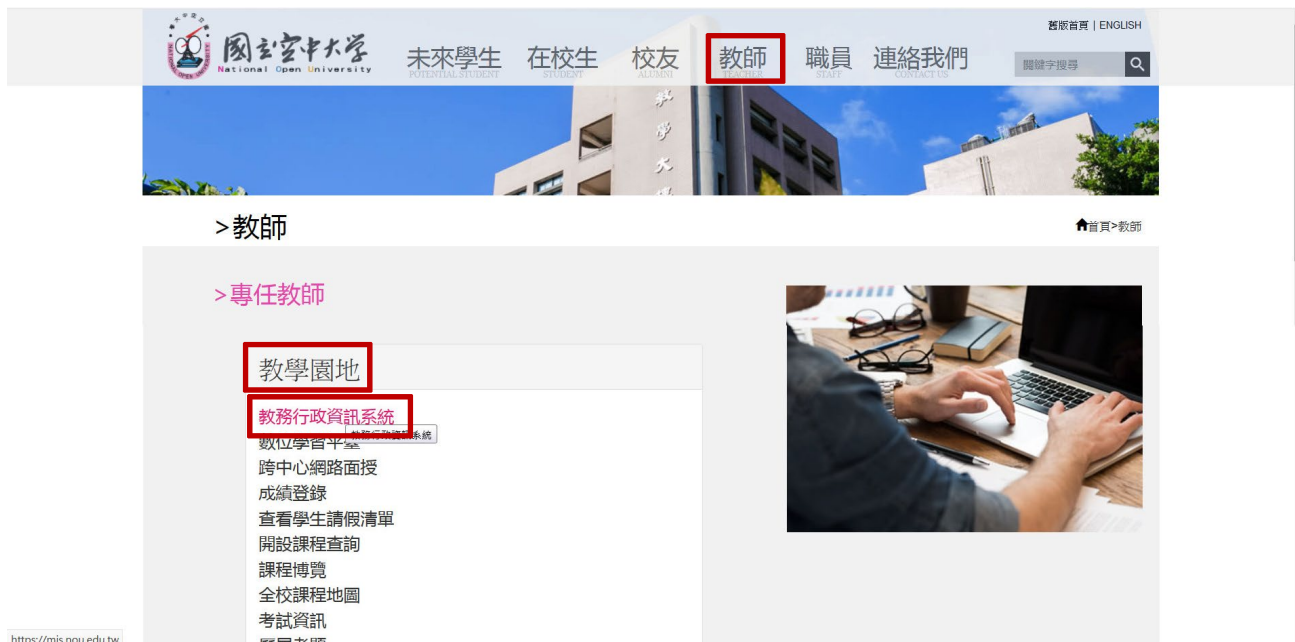 舊版首頁 | ENGLISH
國立空中大學
National Open University
未來學生 在校生 校友 教師 職員 連絡我們
POTENTIAL STUDENT STUDENT ALUMNI TEACHER STAFF CONTACT US
關鍵字搜尋
>教師
首頁>教師
>專任教師
教學園地
教務行政資訊系統
教務行政資訊系統
數位學習平臺
跨中心網路面授
成績登錄
查看學生請假清單
開設課程查詢
課程博覽
全校課程地圖
考試資訊
https://mis.nou.edu.tw